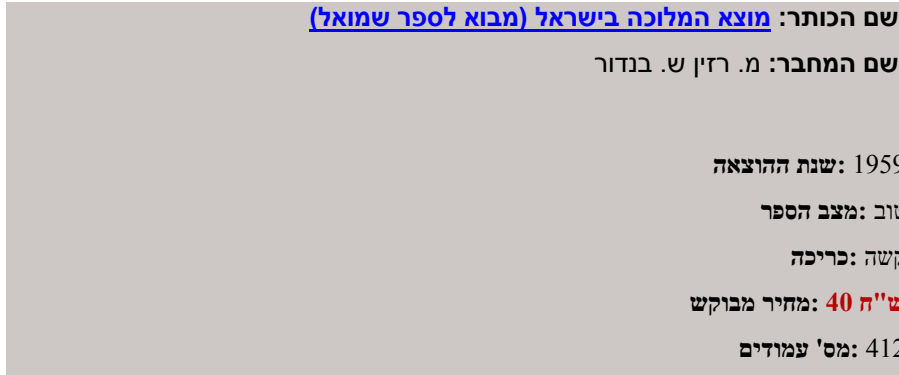 שם הכותר: מוצא המלוכה בישראל (מבוא לספר שמואל)
שם המחבר: מ. רזין ש. בנדור
1959 :שנת ההוצאה
טוב :מצב הספר
קשה :כריכה
ש"ח 40 :מחיר מבוקש
412 :מס' עמודים